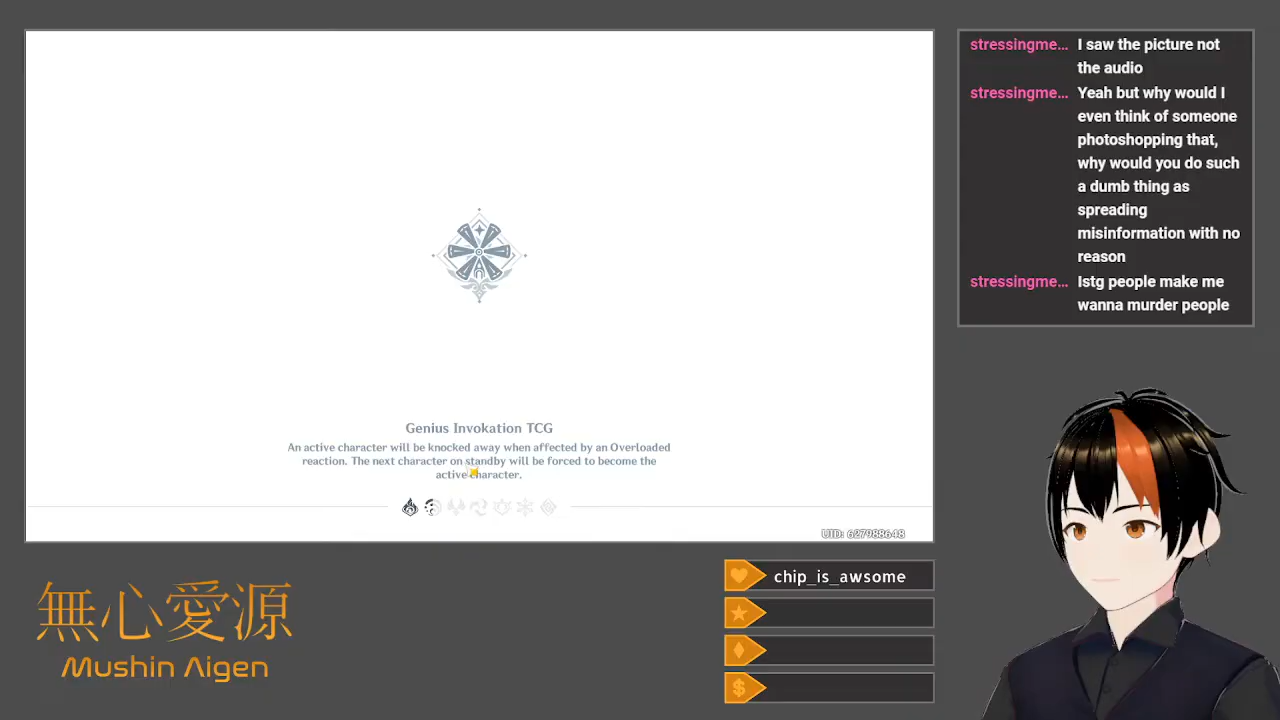 stressingme... I saw the picture not
the audio
stressingme... Yeah but why would I
even think of someone
photoshopping that,
why would you do such
a dumb thing as
spreading
misinformation with no
reason
stressingme... Istg people make me
wanna murder people
Genius Invokation TCG
An active character will be knocked away when affected by an Overloaded
reaction. The next character on standby will be forced to become the
active character.
UID: 627988648
無心愛源
Mushin Aigen
chip_is_awsome